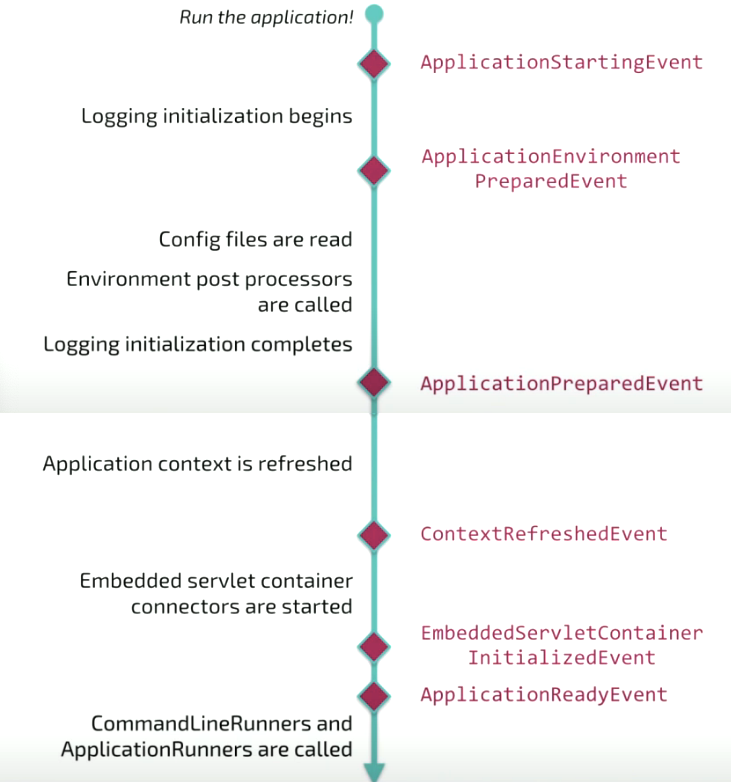 Run the application!
ApplicationStartingEvent
Logging initialization begins
ApplicationEnvironment
PreparedEvent
Config files are read
Environment post processors
are called
Logging initialization completes
ApplicationPreparedEvent
Application context is refreshed
ContextRefreshedEvent
Embedded servlet container
connectors are started
EmbeddedServletContainer
InitializedEvent
ApplicationReadyEvent
CommandLineRunners and
ApplicationRunners are called